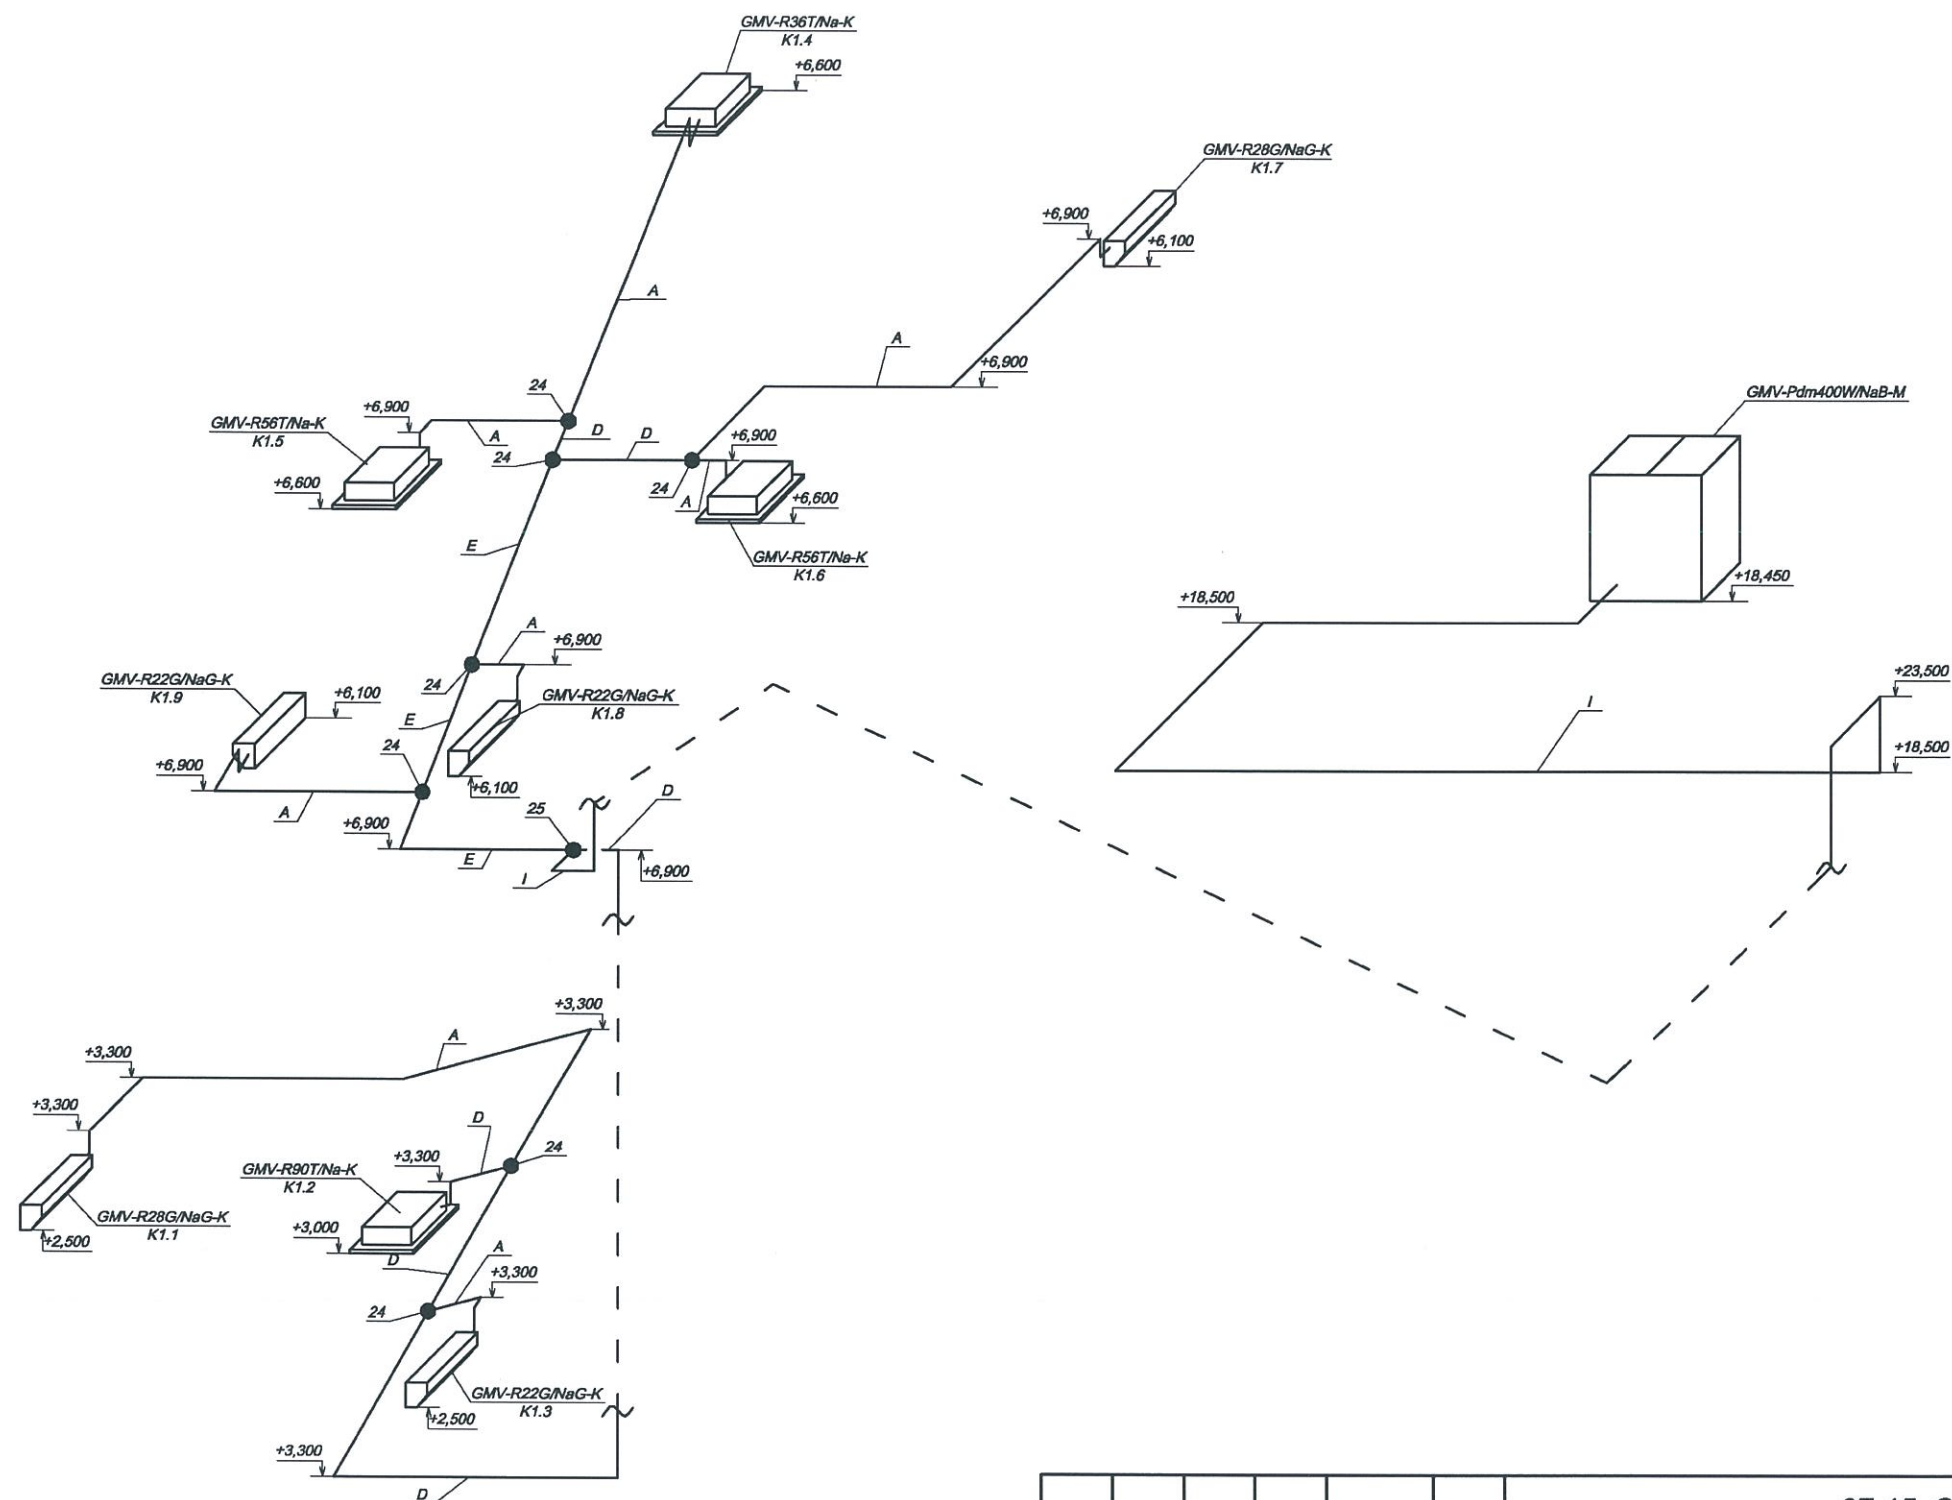 GMV-R36T/Na-K
K1.4
+6,600
GMV-R28G/NaG-K
K1.7
+6,900
+6,100
A
A
+6,900
24
+6,900
GMV-R56T/Na-K
K1.5
A
D
D
+6,900
24
24
A
+6,600
+6,600
GMV-R56T/Na-K
K1.6
E
GMV-Pdm400W/NaB-M
+18,450
+18,500
A
+6,900
24
GMV-R22G/NaG-K
K1.9
+6,100
GMV-R22G/NaG-K
K1.8
E
24
+6,900
+6,100
A
+23,500
I
+18,500
25
D
+6,900
E
I
+6,900
+3,300
A
+3,300
+3,300
D
24
+3,300
GMV-R90T/Na-K
K1.2
GMV-R28G/NaG-K
K1.1
+2,500
+3,000
D
A
+3,300
24
GMV-R22G/NaG-K
K1.3
+2,500
+3,300
D